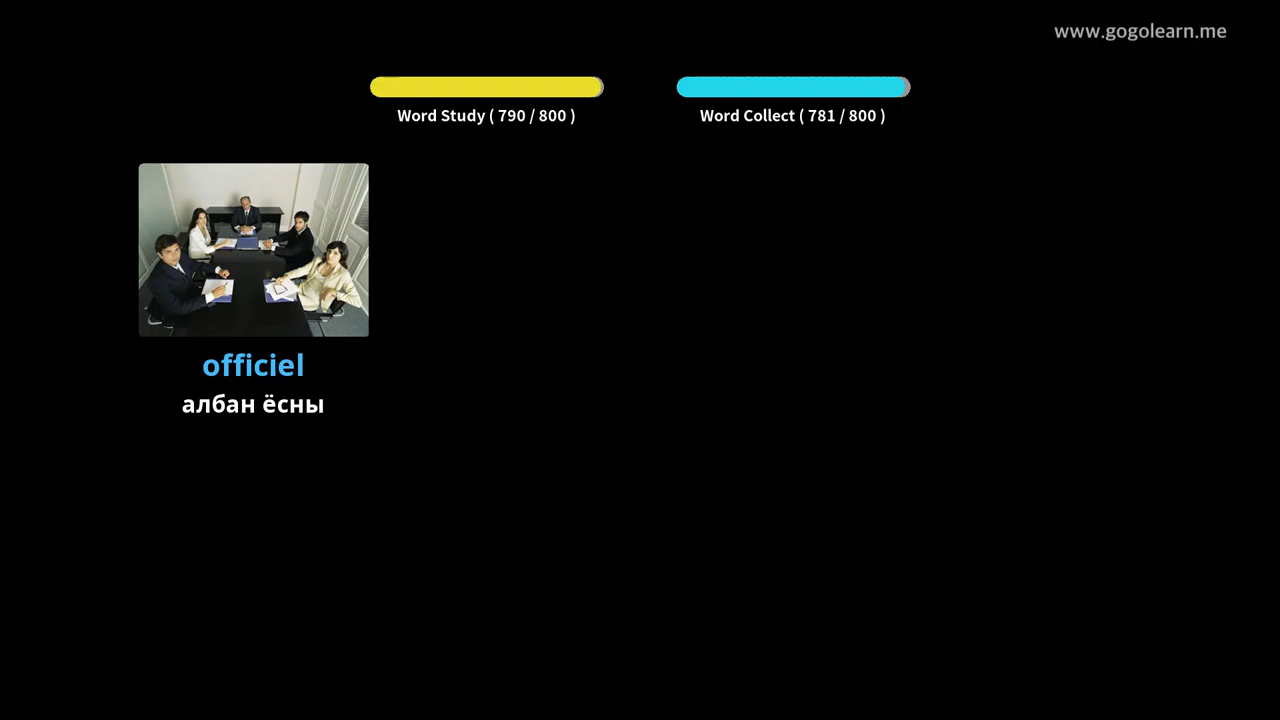 www.gogolearn.me
Word Study ( 790 / 800 )
Word Collect ( 781 / 800 )
officiel
албан ёсны